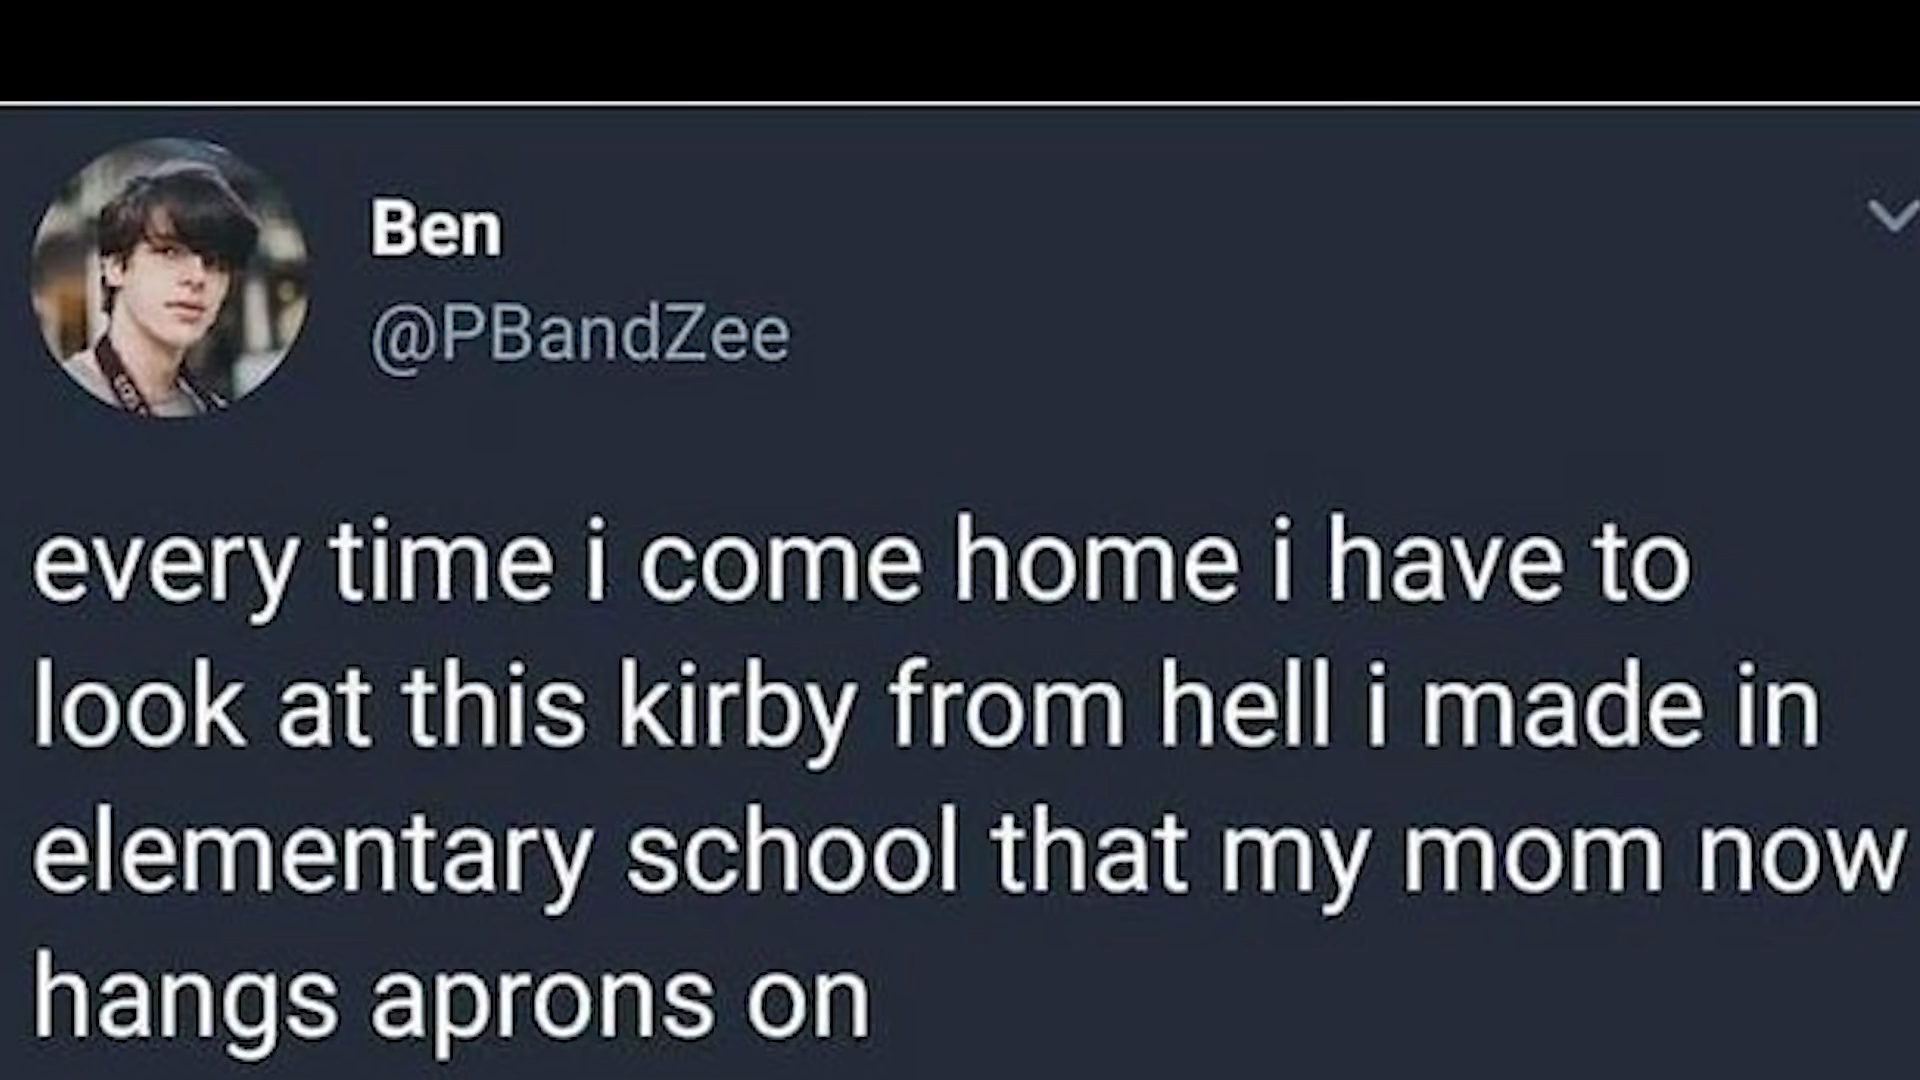 Ben
@PBandZee
every time i come home i have to
look at this kirby from hell i made in
elementary school that my mom now
hangs aprons on